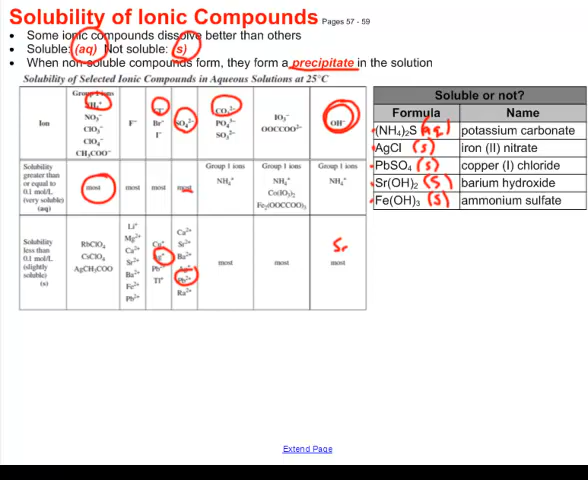 Solubility of Ionic Compounds Pages 57 - 59
• Some ionic compounds dissolve better than others
• Soluble: (aq) Not soluble: (s)
• When non-soluble compounds form, they form a precipitate in the solution
Solubility of Selected Ionic Compounds in Aqueous Solutions at 25°C
Ion
Group 1 ions
NH₄⁺
NO₃⁻
ClO₃⁻
ClO₄⁻
CH₃COO⁻
F⁻
Cl⁻
Br⁻
I⁻
SO₄²⁻
CO₃²⁻
PO₄³⁻
SO₃²⁻
IO₃⁻
OOCCOO²⁻
OH⁻
Solubility
greater than
or equal to
0.1 mol/L
(very soluble)
(aq)
most
most
most
most
Group 1 ions
NH₄⁺
Group 1 ions
NH₄⁺
Co(IO₃)₂
Fe₂(OOCCOO)₃
Group 1 ions
NH₄⁺
Solubility
less than
0.1 mol/L
(slightly
soluble)
(s)
RbClO₄
CsClO₄
AgCH₃COO
Li⁺
Mg²⁺
Ca²⁺
Sr²⁺
Ba²⁺
Fe²⁺
Pb²⁺
Cu⁺
Ag⁺
Pb²⁺
Tl⁺
Ca²⁺
Sr²⁺
Ba²⁺
Ag⁺
Pb²⁺
Ra²⁺
most
most
Sr
most
Soluble or not?
Formula Name
(NH₄)₂S (aq) potassium carbonate
AgCl (s) iron (II) nitrate
PbSO₄ (s) copper (I) chloride
Sr(OH)₂ (s) barium hydroxide
Fe(OH)₃ (s) ammonium sulfate
Extend Page